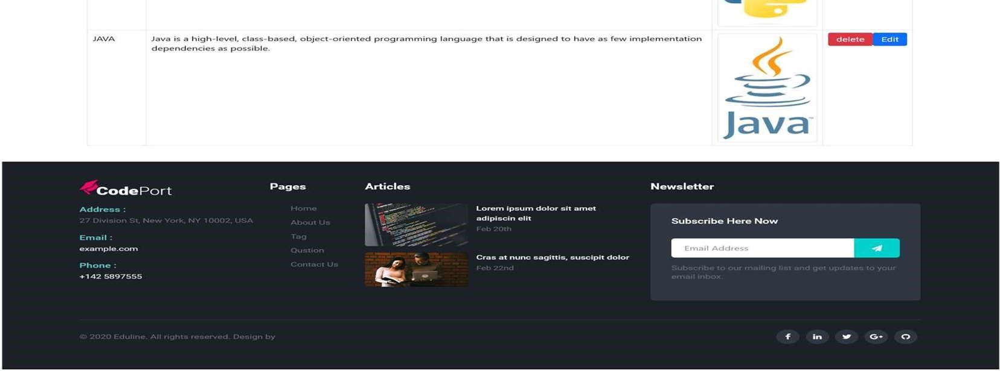 JAVA
Java is a high-level, class-based, object-oriented programming language that is designed to have as few implementation
dependencies as possible.
delete Edit
Java™
CodePort
Address :
27 Division St, New York, NY 10002, USA
Email :
example.com
Phone :
+142 5897555
Pages
Home
About Us
Tag
Qustion
Contact Us
Articles
Lorem ipsum dolor sit amet
adipiscin elit
Feb 20th
Cras at nunc sagittis, suscipit dolor
Feb 22nd
Newsletter
Subscribe Here Now
Email Address
Subscribe to our mailing list and get updates to your
email inbox.
© 2020 Eduline. All rights reserved. Design by
f in G+